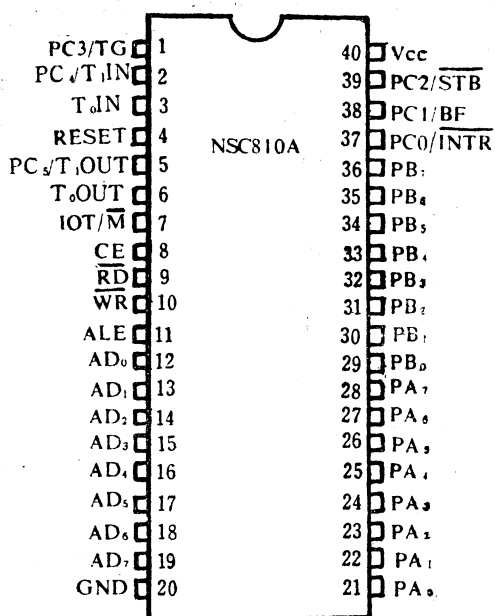 PC3/TG 1
PC₄/T₁IN 2
T₀IN 3
RESET 4
PC₅/T₁OUT 5
T₀OUT 6
IOT/M̅ 7
CE 8
R̅D̅ 9
W̅R̅ 10
ALE 11
AD₀ 12
AD₁ 13
AD₂ 14
AD₃ 15
AD₄ 16
AD₅ 17
AD₆ 18
AD₇ 19
GND 20
NSC810A
40 Vcc
39 PC2/S̅T̅B̅
38 PC1/BF
37 PC0/I̅N̅T̅R̅
36 PB₇
35 PB₆
34 PB₅
33 PB₄
32 PB₃
31 PB₂
30 PB₁
29 PB₀
28 PA₇
27 PA₆
26 PA₅
25 PA₄
24 PA₃
23 PA₂
22 PA₁
21 PA₀